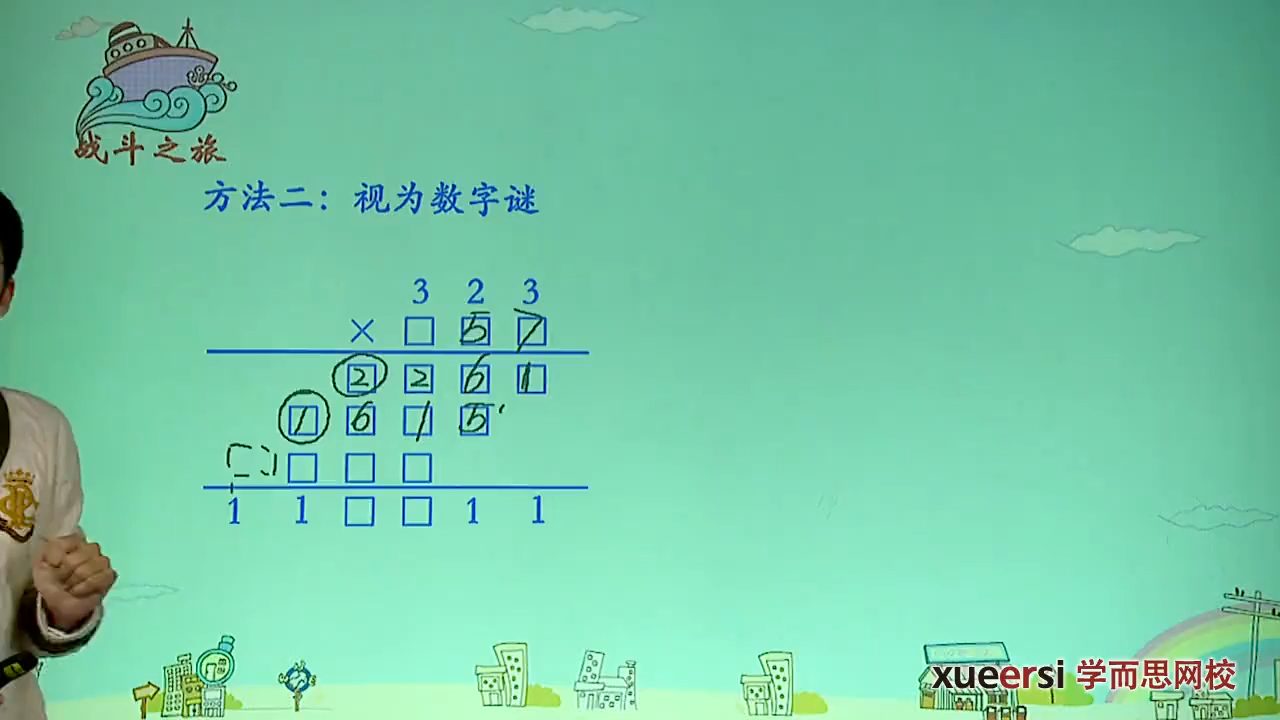 战斗之旅
方法二：视为数字谜
3 2 3
× □ 5 7
2 2 6 1
1 6 1 5
□ □ □
1 1 □ □ 1 1
xueersi 学而思网校